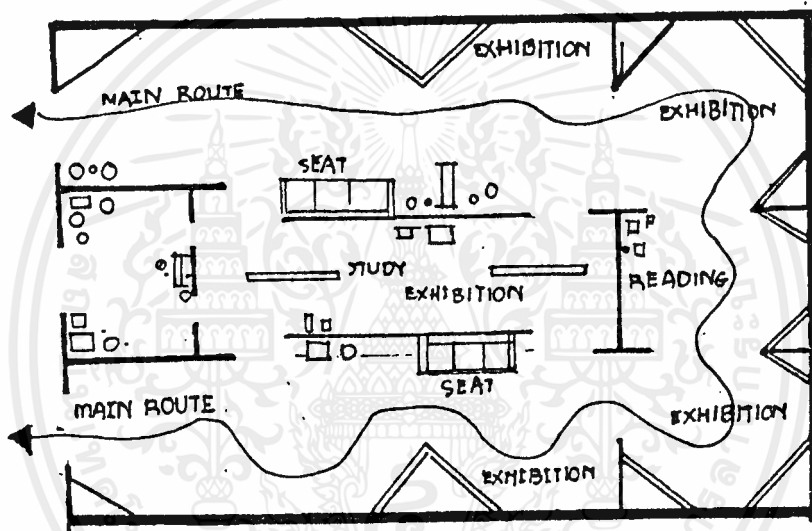 EXHIBITION
MAIN ROUTE
EXHIBITION
SEAT
STUDY
EXHIBITION
READING
SEAT
MAIN ROUTE
EXHIBITION
EXHIBITION